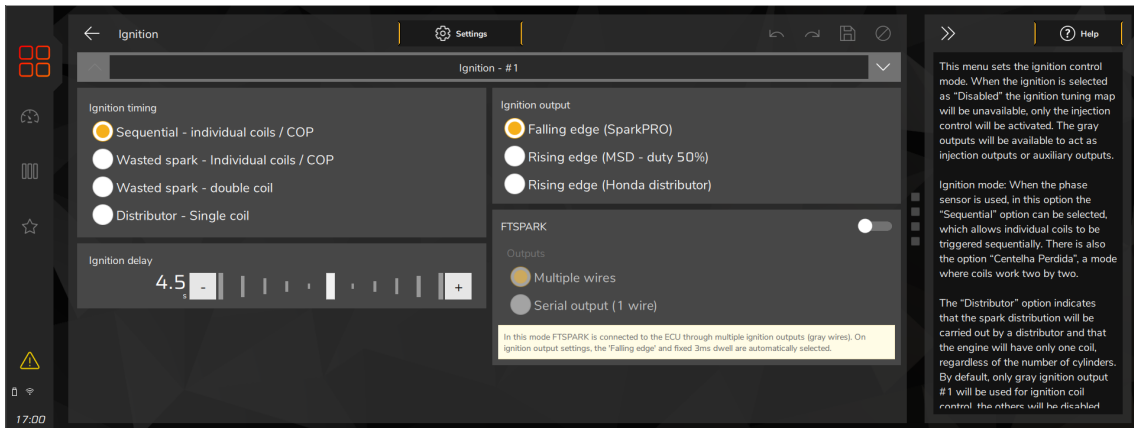 Ignition
Settings
Ignition - #1
Ignition timing
Sequential - individual coils / COP
Wasted spark - Individual coils / COP
Wasted spark - double coil
Distributor - Single coil
Ignition delay
4.5
s
-
+
Ignition output
Falling edge (SparkPRO)
Rising edge (MSD - duty 50%)
Rising edge (Honda distributor)
FTSPARK
Outputs
Multiple wires
Serial output (1 wire)
In this mode FTSPARK is connected to the ECU through multiple ignition outputs (gray wires). On
ignition output settings, the 'Falling edge' and fixed 3ms dwell are automatically selected.
? Help
This menu sets the ignition control
mode. When the ignition is selected
as “Disabled” the ignition tuning map
will be unavailable, only the injection
control will be activated. The gray
outputs will be available to act as
injection outputs or auxiliary outputs.
Ignition mode: When the phase
sensor is used, in this option the
“Sequential” option can be selected,
which allows individual coils to be
triggered sequentially. There is also
the option “Centelha Perdida”, a mode
where coils work two by two.
The “Distributor” option indicates
that the spark distribution will be
carried out by a distributor and that
the engine will have only one coil,
regardless of the number of cylinders.
By default, only gray ignition output
#1 will be used for ignition coil
control, the others will be disabled
17:00